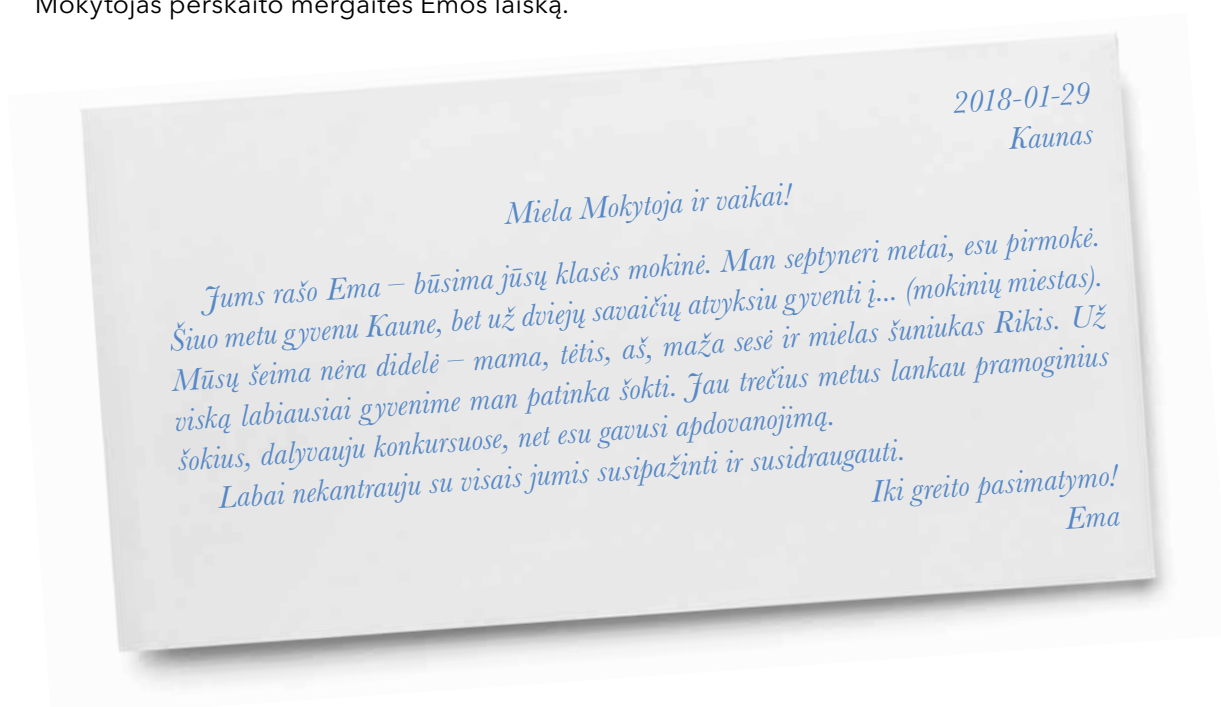 Mokytojas perskaito mergaitės Emos laišką.
2018-01-29
Kaunas
Miela Mokytoja ir vaikai!
Jums rašo Ema – būsima jūsų klasės mokinė. Man septyneri metai, esu pirmokė.
Šiuo metu gyvenu Kaune, bet už dviejų savaičių atvyksiu gyventi į... (mokinių miestas).
Mūsų šeima nėra didelė – mama, tėtis, aš, maža sesė ir mielas šuniukas Rikis. Už
viską labiausiai gyvenime man patinka šokti. Jau trečius metus lankau pramoginius
šokius, dalyvauju konkursuose, net esu gavusi apdovanojimą.
Labai nekantrauju su visais jumis susipažinti ir susidraugauti.
Iki greito pasimatymo!
Ema